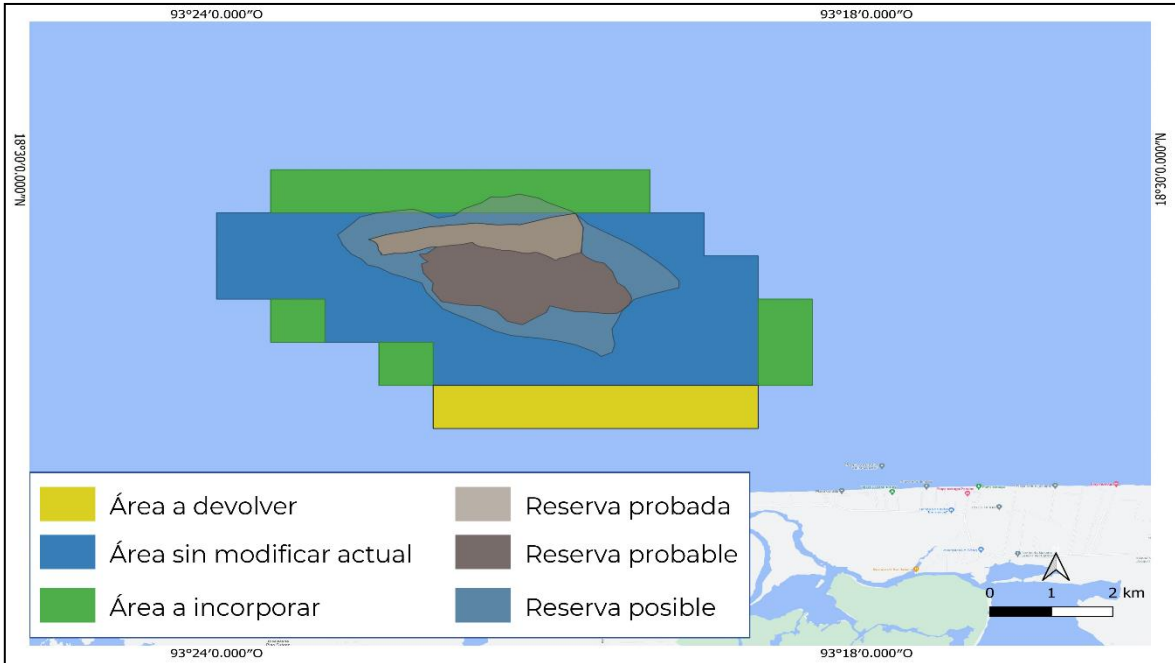 93°24′0.000″O
93°18′0.000″O
18°30′0.000″N
18°30′0.000″N
Área a devolver
Reserva probada
Área sin modificar actual
Reserva probable
Área a incorporar
Reserva posible
0 1 2 km
93°24′0.000″O
93°18′0.000″O